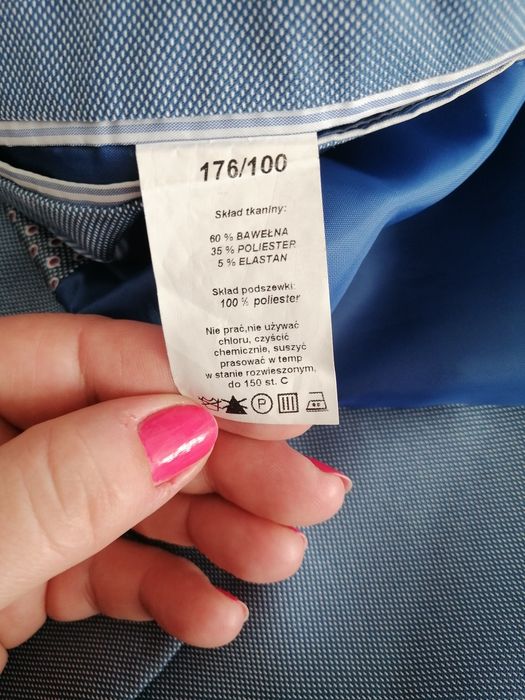 176/100
Skład tkaniny:
60 % BAWEŁNA
35 % POLIESTER
5 % ELASTAN
Skład podszewki:
100 % poliester
Nie prać,nie używać
chloru, czyścić
chemicznie, suszyć
prasować w temp
w stanie rozwieszonym,
do 150 st. C
P